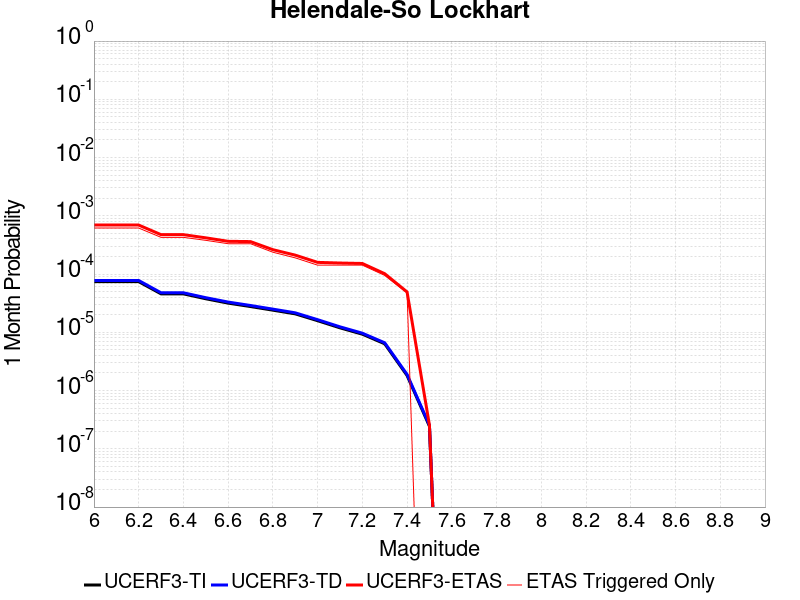 Helendale-So Lockhart
1 Month Probability
10^0
10^-1
10^-2
10^-3
10^-4
10^-5
10^-6
10^-7
10^-8
6 6.2 6.4 6.6 6.8 7 7.2 7.4 7.6 7.8 8 8.2 8.4 8.6 8.8 9
Magnitude
UCERF3-TI UCERF3-TD UCERF3-ETAS ETAS Triggered Only